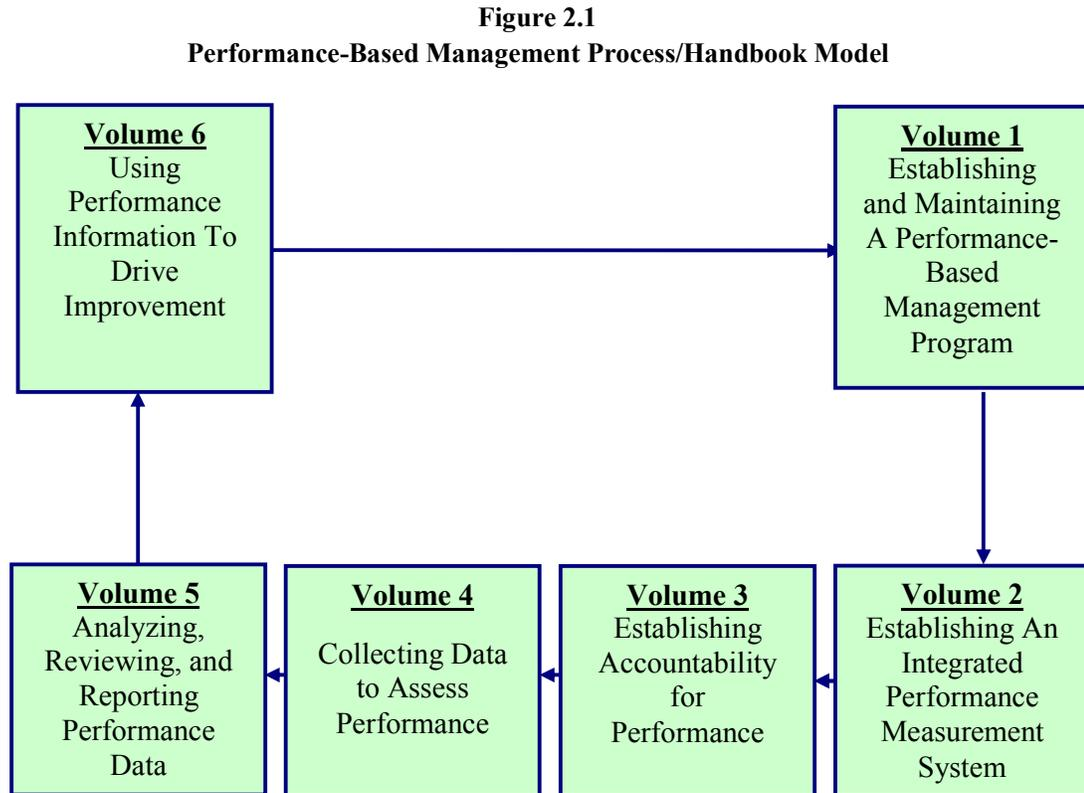 Figure 2.1
Performance-Based Management Process/Handbook Model
Volume 6
Using
Performance
Information To
Drive
Improvement
Volume 1
Establishing
and Maintaining
A Performance-
Based
Management
Program
Volume 5
Analyzing,
Reviewing, and
Reporting
Performance
Data
Volume 4
Collecting Data
to Assess
Performance
Volume 3
Establishing
Accountability
for
Performance
Volume 2
Establishing An
Integrated
Performance
Measurement
System